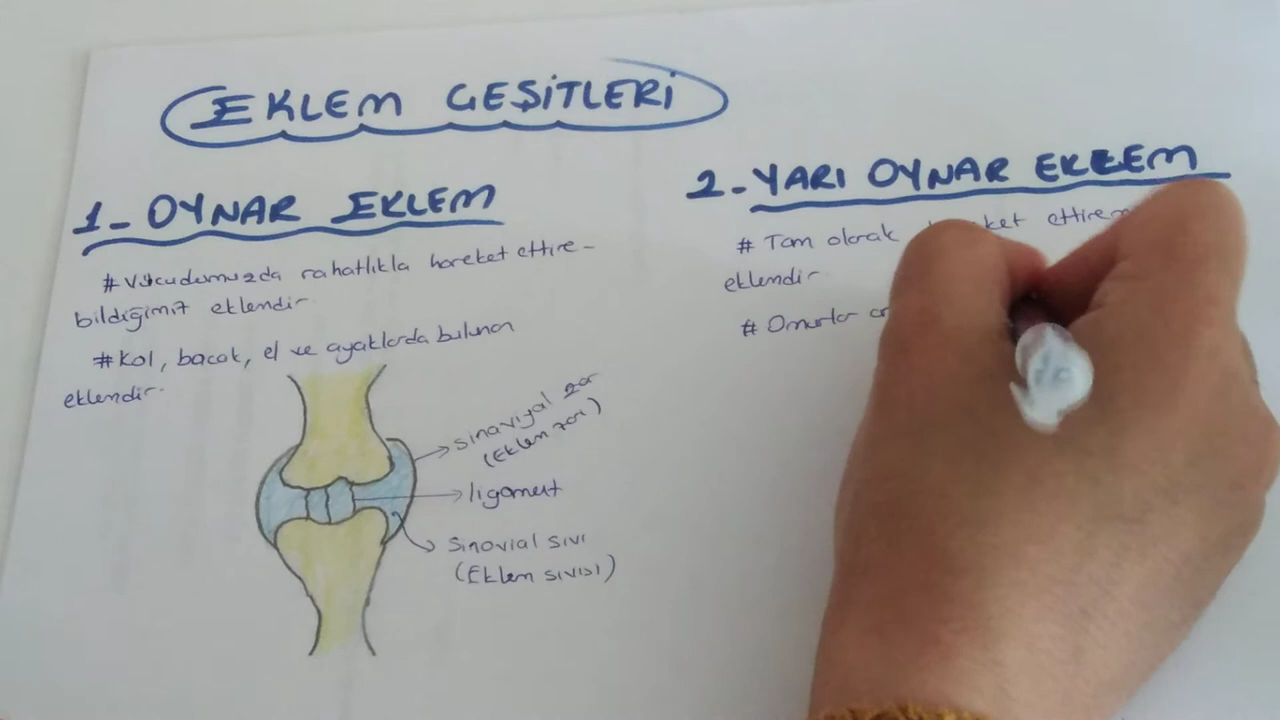 EKLEM ÇEŞİTLERİ
1- OYNAR EKLEM
# Vücudumuzda rahatlıkla hareket ettire-
bildiğimiz eklemdir.
# Kol, bacak, el ve ayaklarda bulunan
eklemdir.
sinoviyal zar
(Eklem zarı)
ligament
Sinovial sıvı
(Eklem sıvısı)
2- YARI OYNAR EKLEM
# Tam olarak
eklemdir
# Omurlar